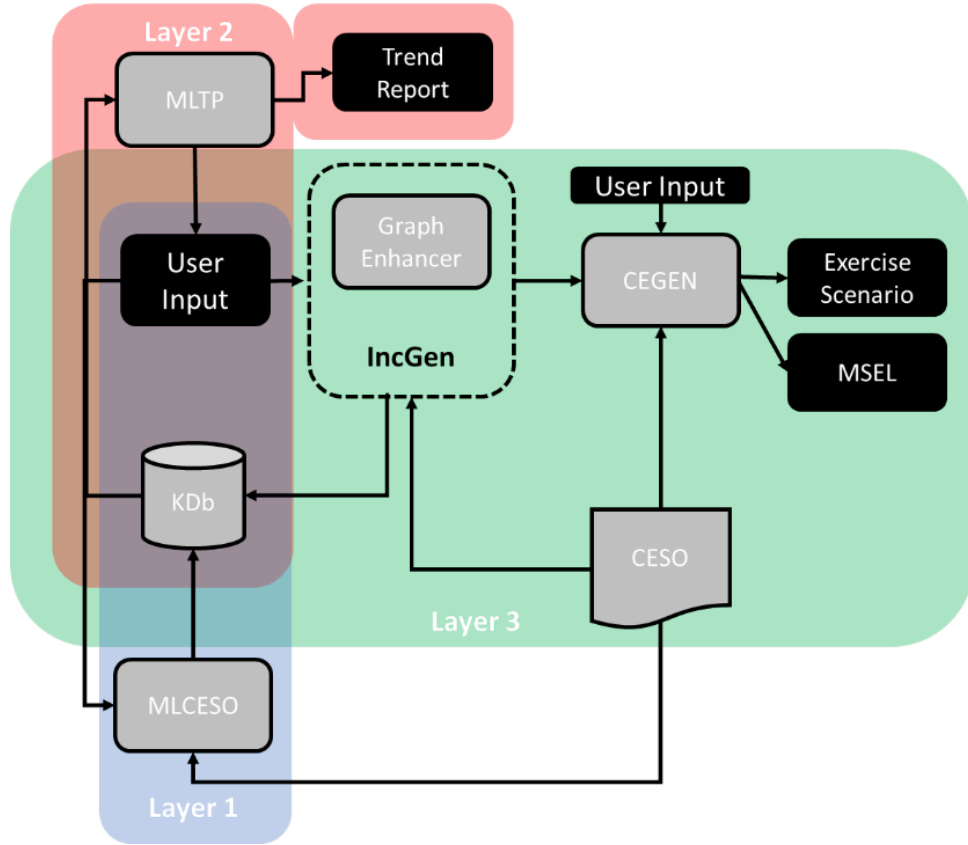 Layer 2
MLTP
Trend
Report
User Input
User
Input
Graph
Enhancer
IncGen
CEGEN
Exercise
Scenario
MSEL
KDb
CESO
Layer 3
MLCESO
Layer 1